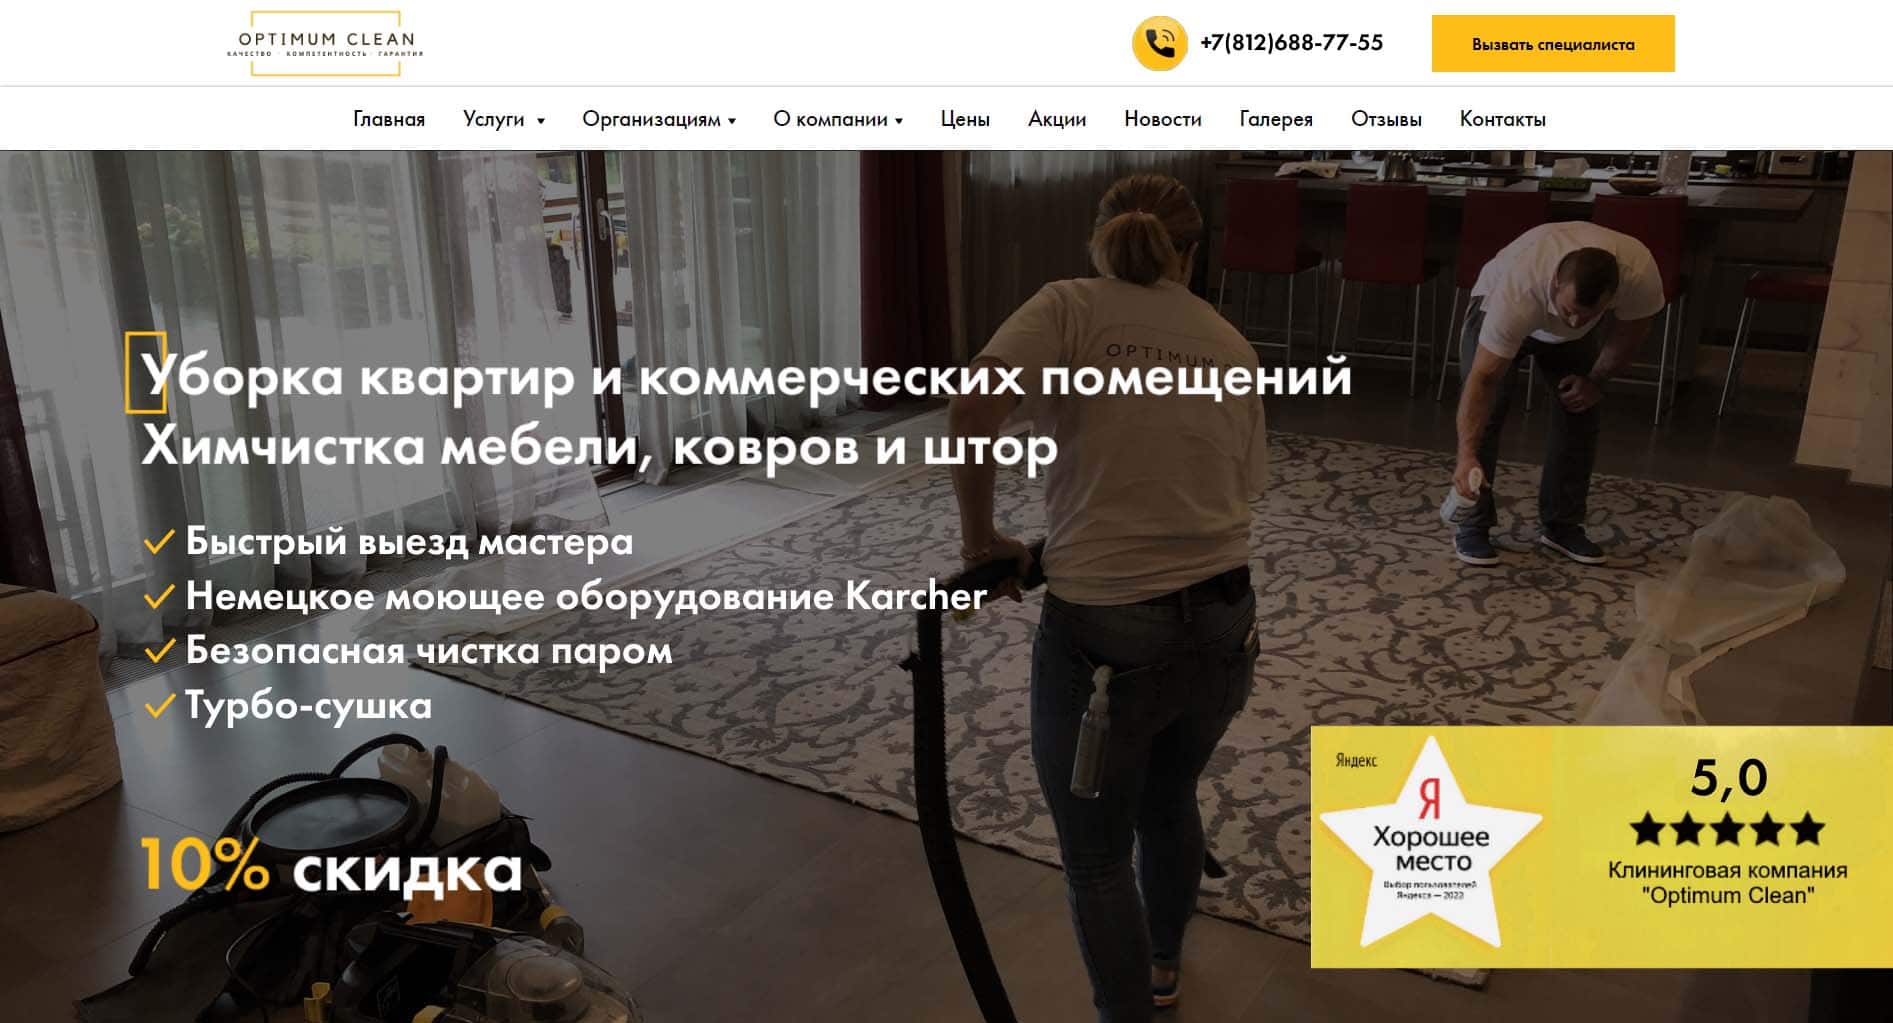 OPTIMUM CLEAN
КАЧЕСТВО · КОМПЕТЕНТНОСТЬ · ГАРАНТИЯ
+7(812)688-77-55
Вызвать специалиста
Главная Услуги Организациям О компании Цены Акции Новости Галерея Отзывы Контакты
OPTIMUM
Уборка квартир и коммерческих помещений
Химчистка мебели, ковров и штор
Быстрый выезд мастера
Немецкое моющее оборудование Karcher
Безопасная чистка паром
Турбо-сушка
10% скидка
Яндекс
Я
Хорошее
место
Выбор пользователей
Яндекса — 2022
5,0
Клининговая компания
"Optimum Clean"